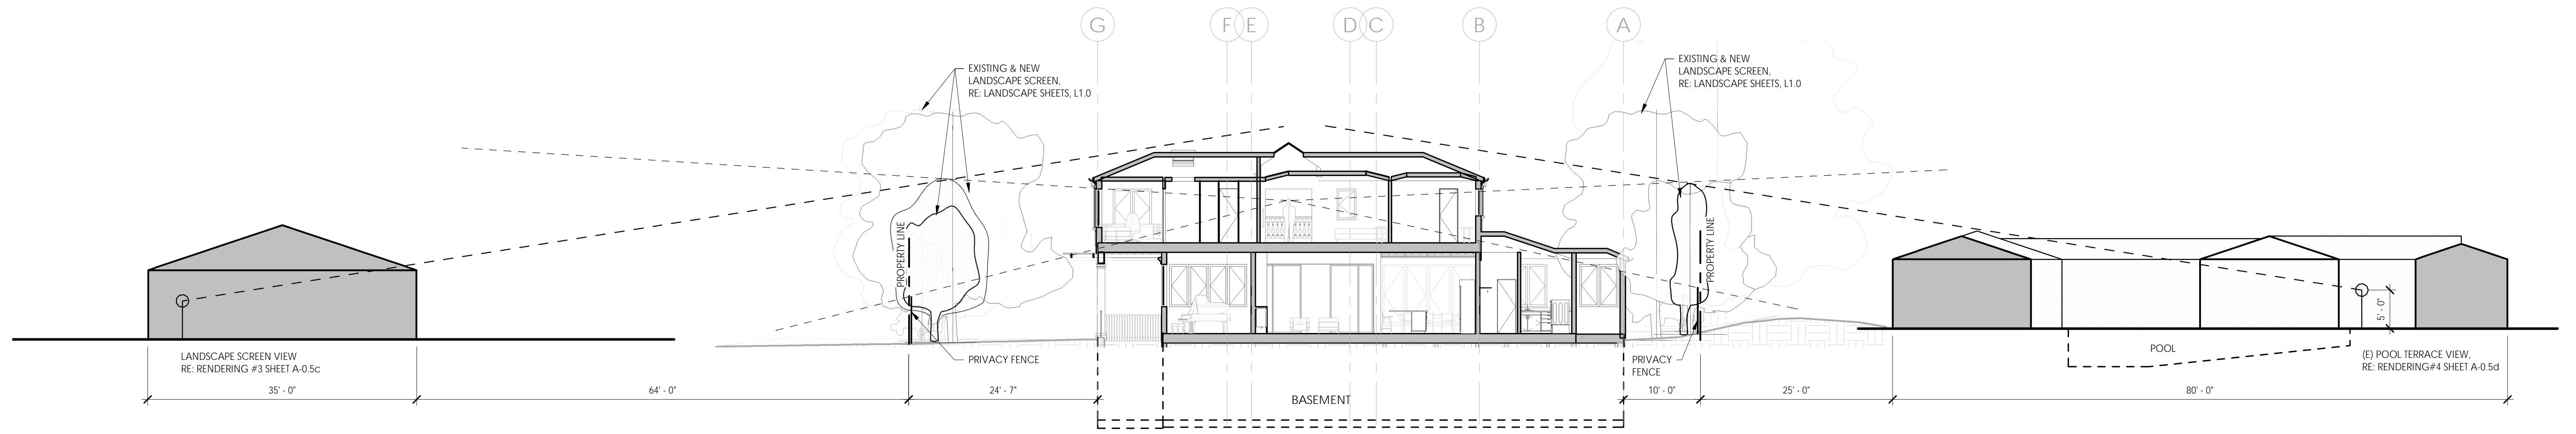 G
F
E
D
C
B
A
EXISTING & NEW
LANDSCAPE SCREEN,
RE: LANDSCAPE SHEETS, L1.0
EXISTING & NEW
LANDSCAPE SCREEN,
RE: LANDSCAPE SHEETS, L1.0
PROPERTY LINE
PROPERTY LINE
5' - 0"
LANDSCAPE SCREEN VIEW
RE: RENDERING #3 SHEET A-0.5c
PRIVACY FENCE
PRIVACY
FENCE
POOL
(E) POOL TERRACE VIEW,
RE: RENDERING#4 SHEET A-0.5d
35' - 0"
64' - 0"
24' - 7"
BASEMENT
10' - 0"
25' - 0"
80' - 0"